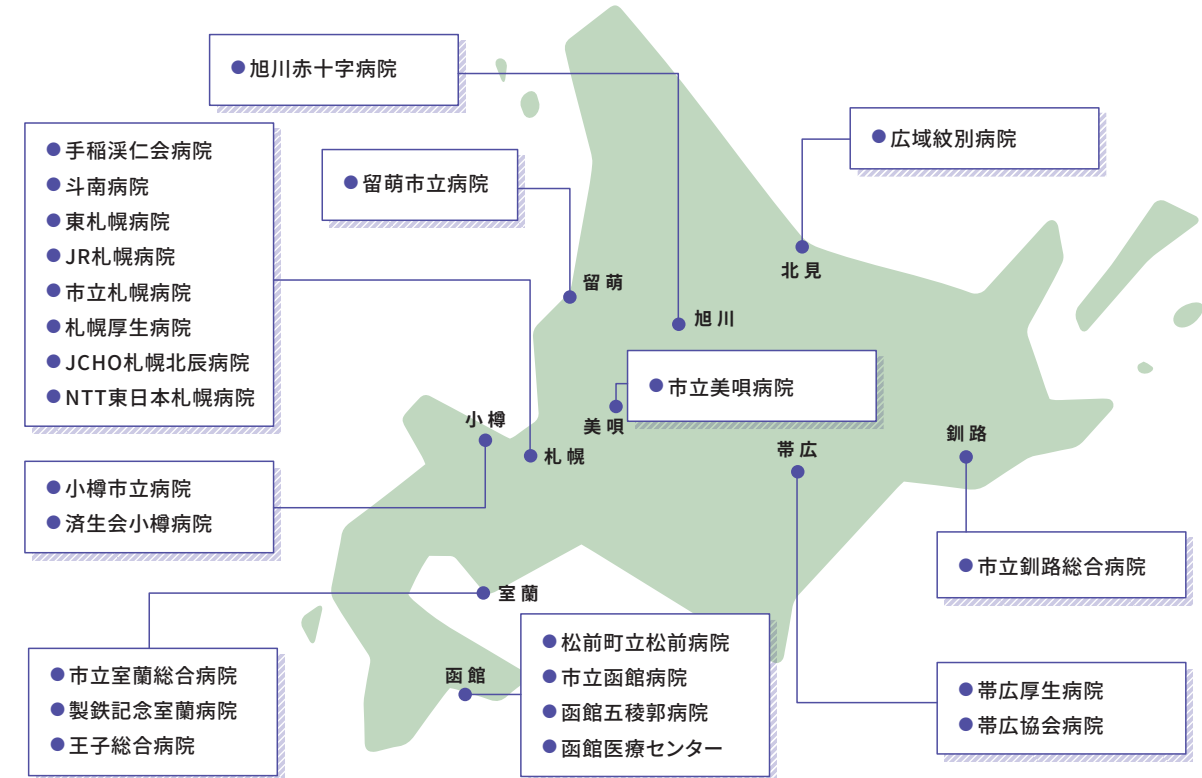 ●旭川赤十字病院
●手稲渓仁会病院
●斗南病院
●東札幌病院
●JR札幌病院
●市立札幌病院
●札幌厚生病院
●JCHO札幌北辰病院
●NTT東日本札幌病院
●留萌市立病院
●広域紋別病院
留萌
北見
旭川
●市立美唄病院
美唄
小樽
札幌
帯広
釧路
●小樽市立病院
●済生会小樽病院
●市立釧路総合病院
室蘭
●市立室蘭総合病院
●製鉄記念室蘭病院
●王子総合病院
函館
●松前町立松前病院
●市立函館病院
●函館五稜郭病院
●函館医療センター
●帯広厚生病院
●帯広協会病院